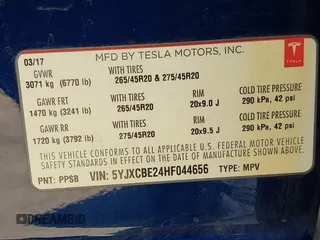 MFD BY TESLA MOTORS, INC.
TESLA
03/17
GVWR WITH TIRES
3071 kg (6770 lb) 265/45R20 & 275/45R20
GAWR FRT WITH TIRES RIM COLD TIRE PRESSURE
1470 kg (3241 lb) 265/45R20 20x9.0 J 290 kPa, 42 psi
GAWR RR WITH TIRES RIM COLD TIRE PRESSURE
1720 kg (3792 lb) 275/45R20 20x9.5 J 290 kPa, 42 psi
THIS VEHICLE CONFORMS TO ALL APPLICABLE U.S. FEDERAL
MOTOR VEHICLE SAFETY, BUMPER, AND THEFT PREVENTION
STANDARDS IN EFFECT ON THE DATE OF MANUFACTURE SHOWN
ABOVE.
PNT: PPSB VIN: 5YJXCBE24HF044656 TYPE: MPV
DREAMBID